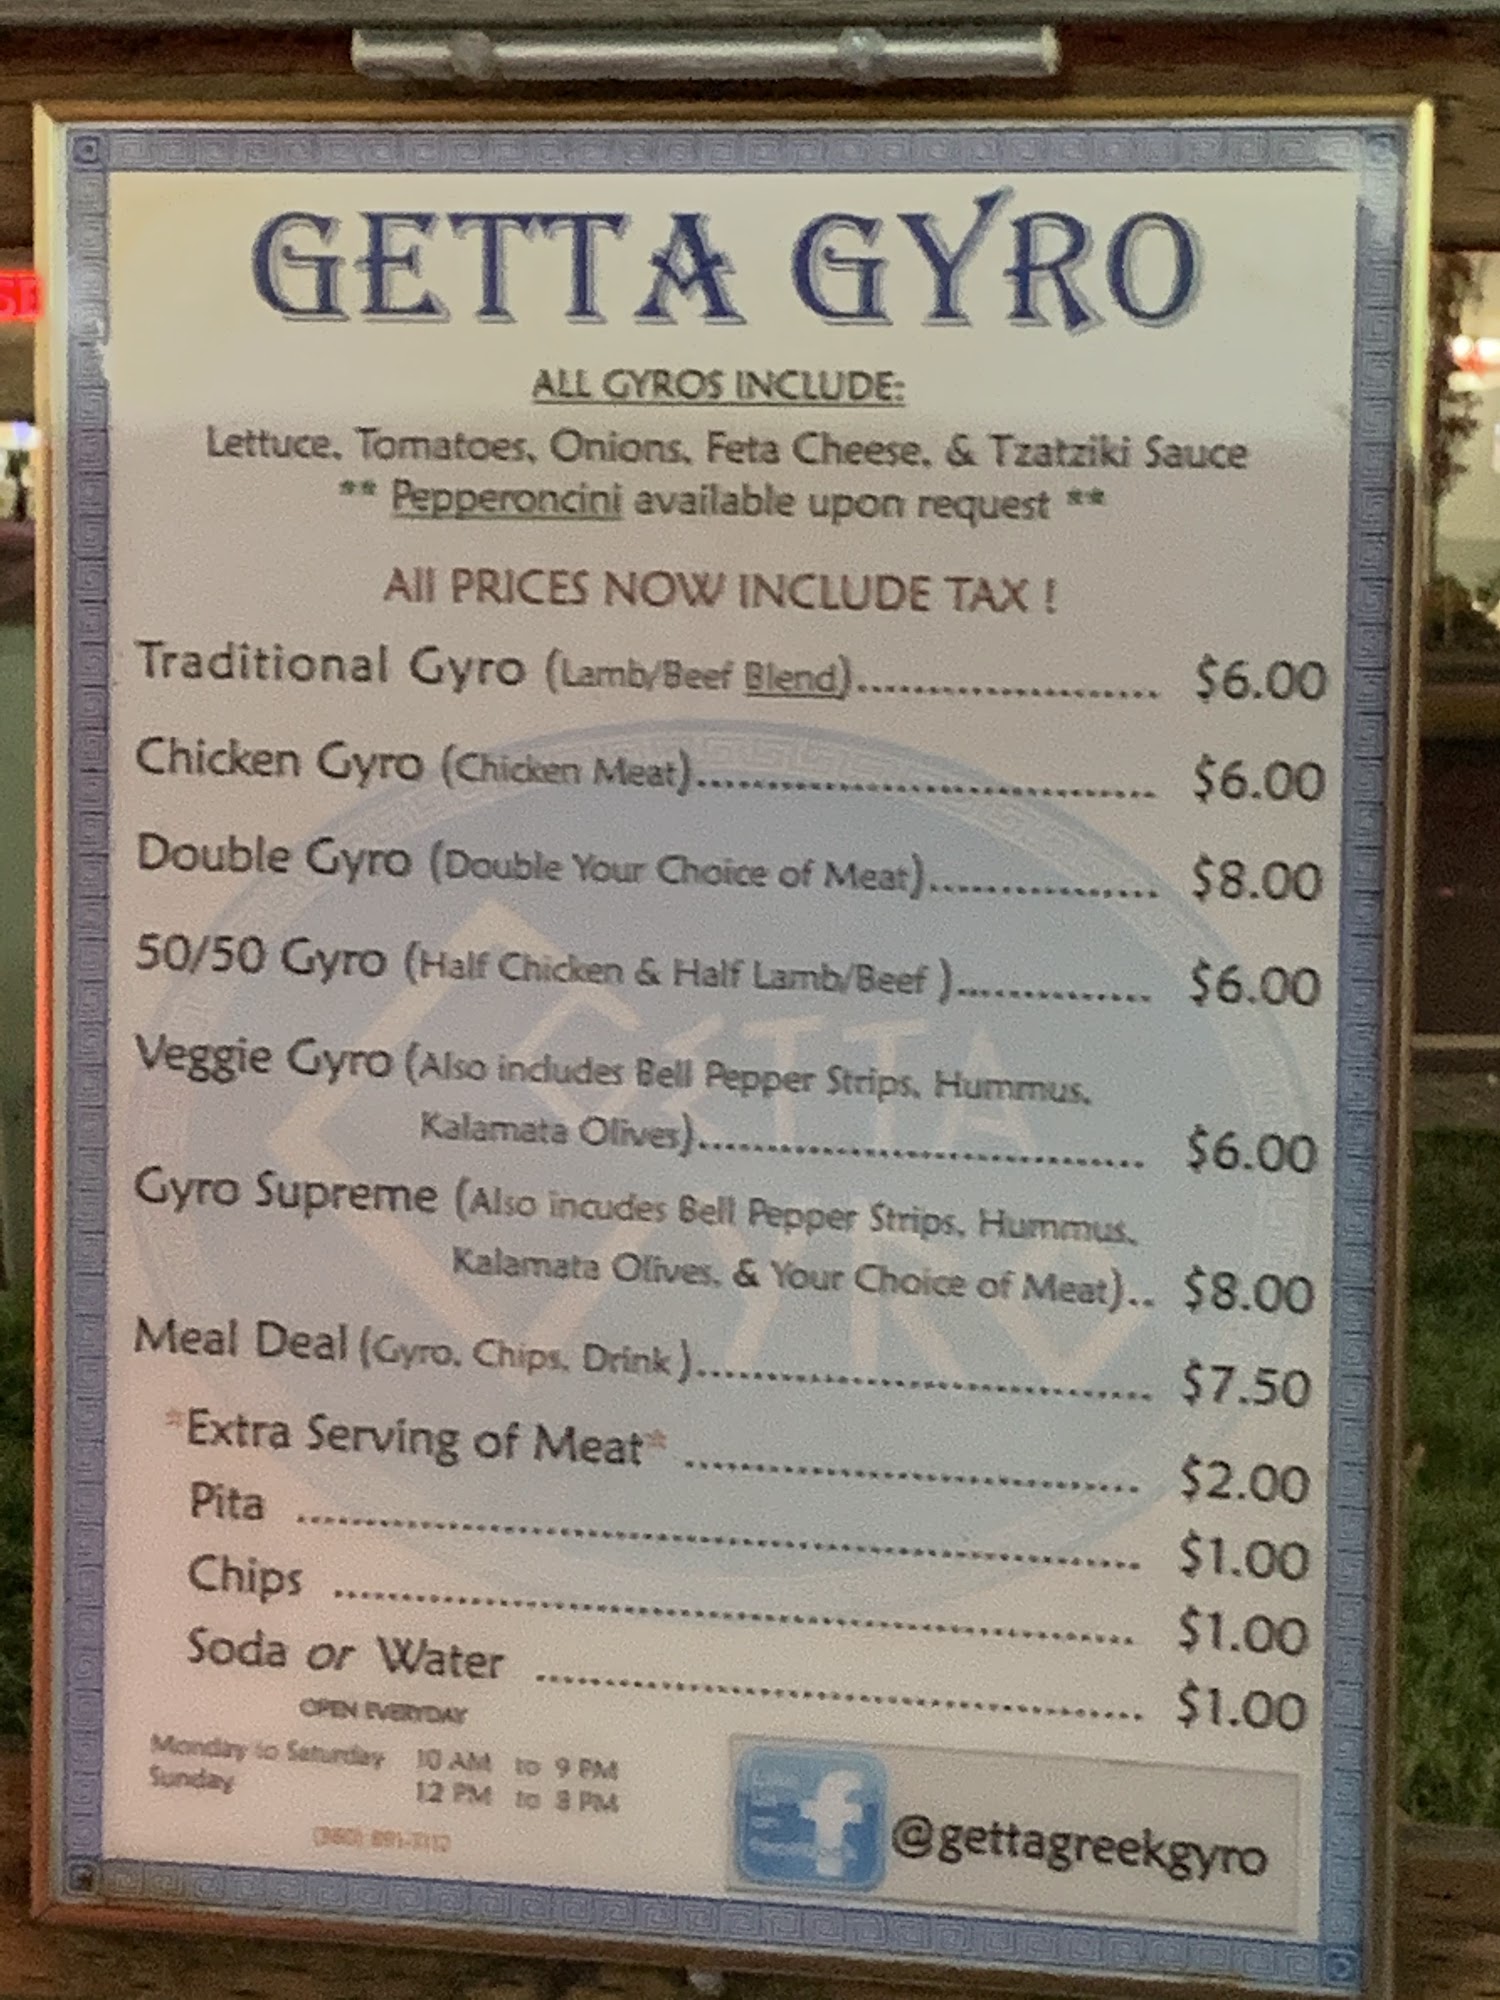 GETTA GYRO
ALL GYROS INCLUDE:
Lettuce, Tomatoes, Onions, Feta Cheese, & Tzatziki Sauce
** Pepperoncini available upon request **
All PRICES NOW INCLUDE TAX !
Traditional Gyro (Lamb/Beef Blend)........................ $6.00
Chicken Gyro (Chicken Meat)..................................... $6.00
Double Gyro (Double Your Choice of Meat).................. $8.00
50/50 Gyro (Half Chicken & Half Lamb/Beef )............... $6.00
Veggie Gyro (Also includes Bell Pepper Strips, Hummus,
Kalamata Olives)................................... $6.00
Gyro Supreme (Also incudes Bell Pepper Strips, Hummus,
Kalamata Olives, & Your Choice of Meat).. $8.00
Meal Deal (Gyro, Chips, Drink )................................... $7.50
*Extra Serving of Meat* ................................... $2.00
Pita ................................................................ $1.00
Chips ............................................................. $1.00
Soda or Water .............................................. $1.00
OPEN EVERYDAY
Monday to Saturday 10 AM to 9 PM
Sunday 12 PM to 8 PM
@gettagreekgyro
GETTA
GYRO